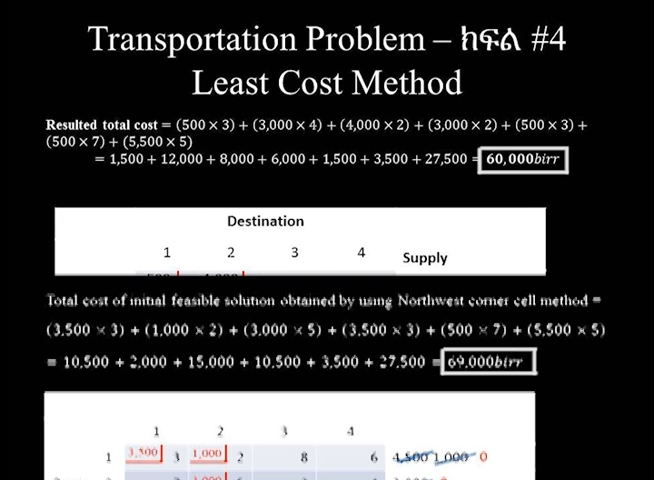 Transportation Problem – ክፍል #4
Least Cost Method
Resulted total cost = (500 × 3) + (3,000 × 4) + (4,000 × 2) + (3,000 × 2) + (500 × 3) +
(500 × 7) + (5,500 × 5)
= 1,500 + 12,000 + 8,000 + 6,000 + 1,500 + 3,500 + 27,500 = 60,000birr
Destination
1 2 3 4 Supply
Total cost of initial feasible solution obtained by using Northwest corner cell method =
(3,500 × 3) + (1,000 × 2) + (3,000 × 5) + (3,500 × 3) + (500 × 7) + (5,500 × 5)
= 10,500 + 2,000 + 15,000 + 10,500 + 3,500 + 27,500 = 69,000birr
1 2 3 4
1 3,500 3 1,000 2 8 6 4,500 1,000 0